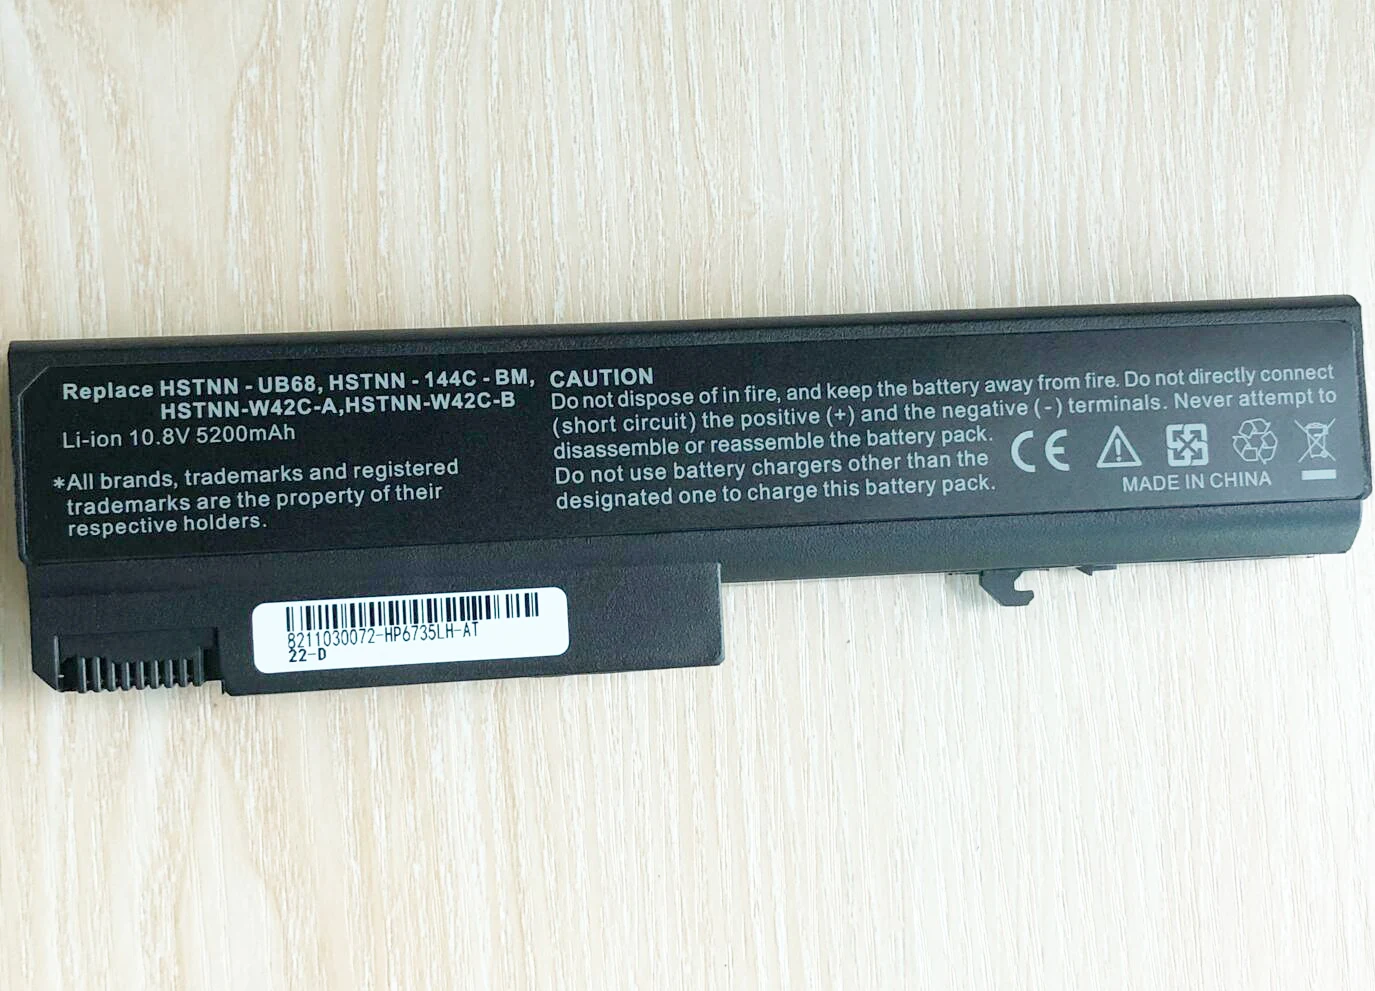 Replace HSTNN - UB68, HSTNN - 144C - BM,
HSTNN-W42C-A,HSTNN-W42C-B
Li-ion 10.8V 5200mAh
*All brands, trademarks and registered
trademarks are the property of their
respective holders.
CAUTION
Do not dispose of in fire, and keep the battery away from fire. Do not directly connect
(short circuit) the positive (+) and the negative (-) terminals. Never attempt to
disassemble or reassemble the battery pack.
Do not use battery chargers other than the
designated one to charge this battery pack.
CE
MADE IN CHINA
8211030072-HP6735LH-AT
22-D